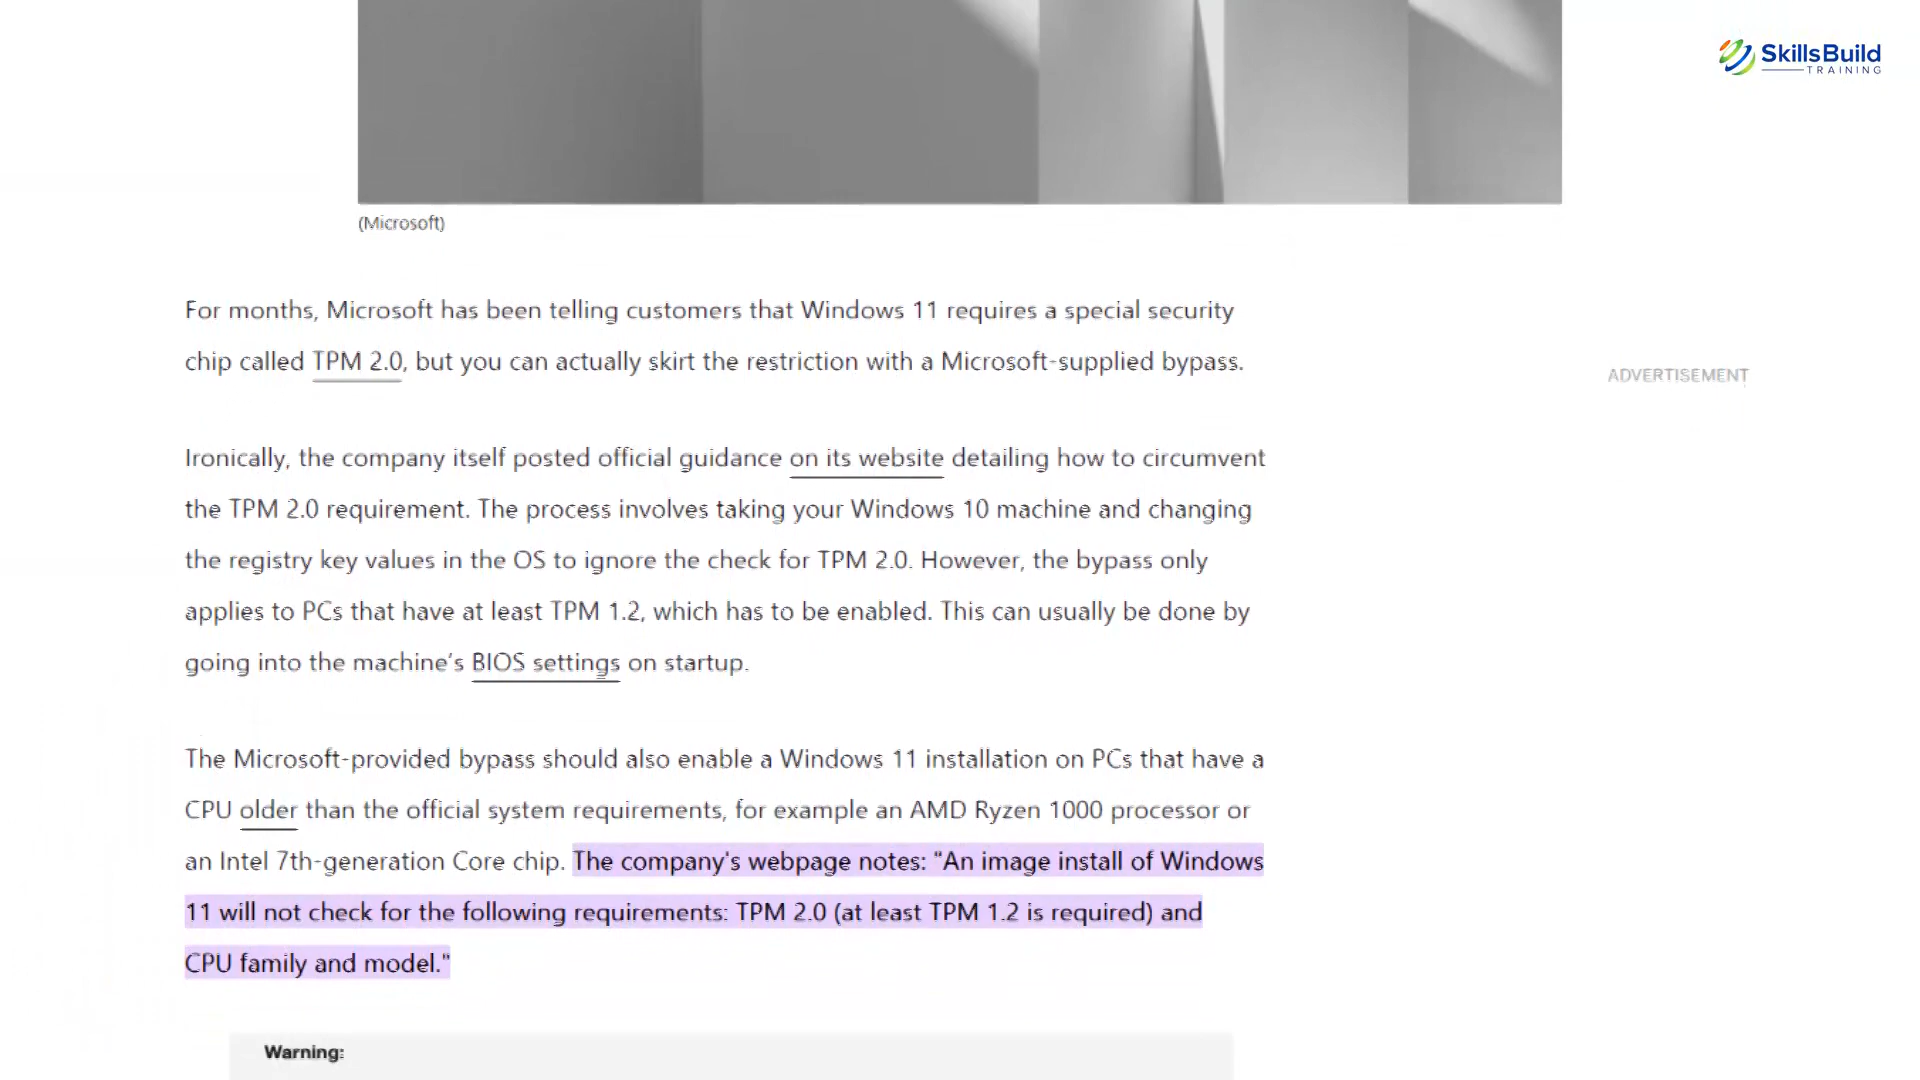 SkillsBuild
TRAINING
(Microsoft)
For months, Microsoft has been telling customers that Windows 11 requires a special security
chip called TPM 2.0, but you can actually skirt the restriction with a Microsoft-supplied bypass.
ADVERTISEMENT
Ironically, the company itself posted official guidance on its website detailing how to circumvent
the TPM 2.0 requirement. The process involves taking your Windows 10 machine and changing
the registry key values in the OS to ignore the check for TPM 2.0. However, the bypass only
applies to PCs that have at least TPM 1.2, which has to be enabled. This can usually be done by
going into the machine's BIOS settings on startup.
The Microsoft-provided bypass should also enable a Windows 11 installation on PCs that have a
CPU older than the official system requirements, for example an AMD Ryzen 1000 processor or
an Intel 7th-generation Core chip. The company's webpage notes: "An image install of Windows
11 will not check for the following requirements: TPM 2.0 (at least TPM 1.2 is required) and
CPU family and model."
Warning: